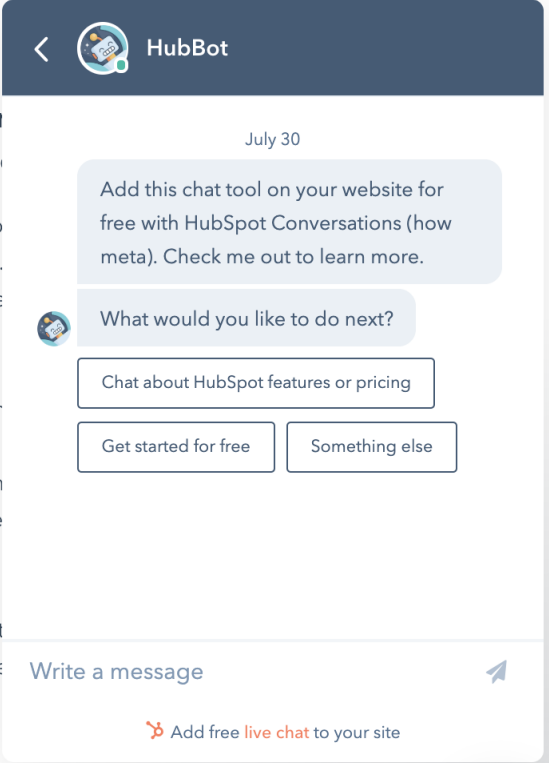 HubBot
July 30
Add this chat tool on your website for
free with HubSpot Conversations (how
meta). Check me out to learn more.
What would you like to do next?
Chat about HubSpot features or pricing
Get started for free
Something else
Write a message
Add free live chat to your site